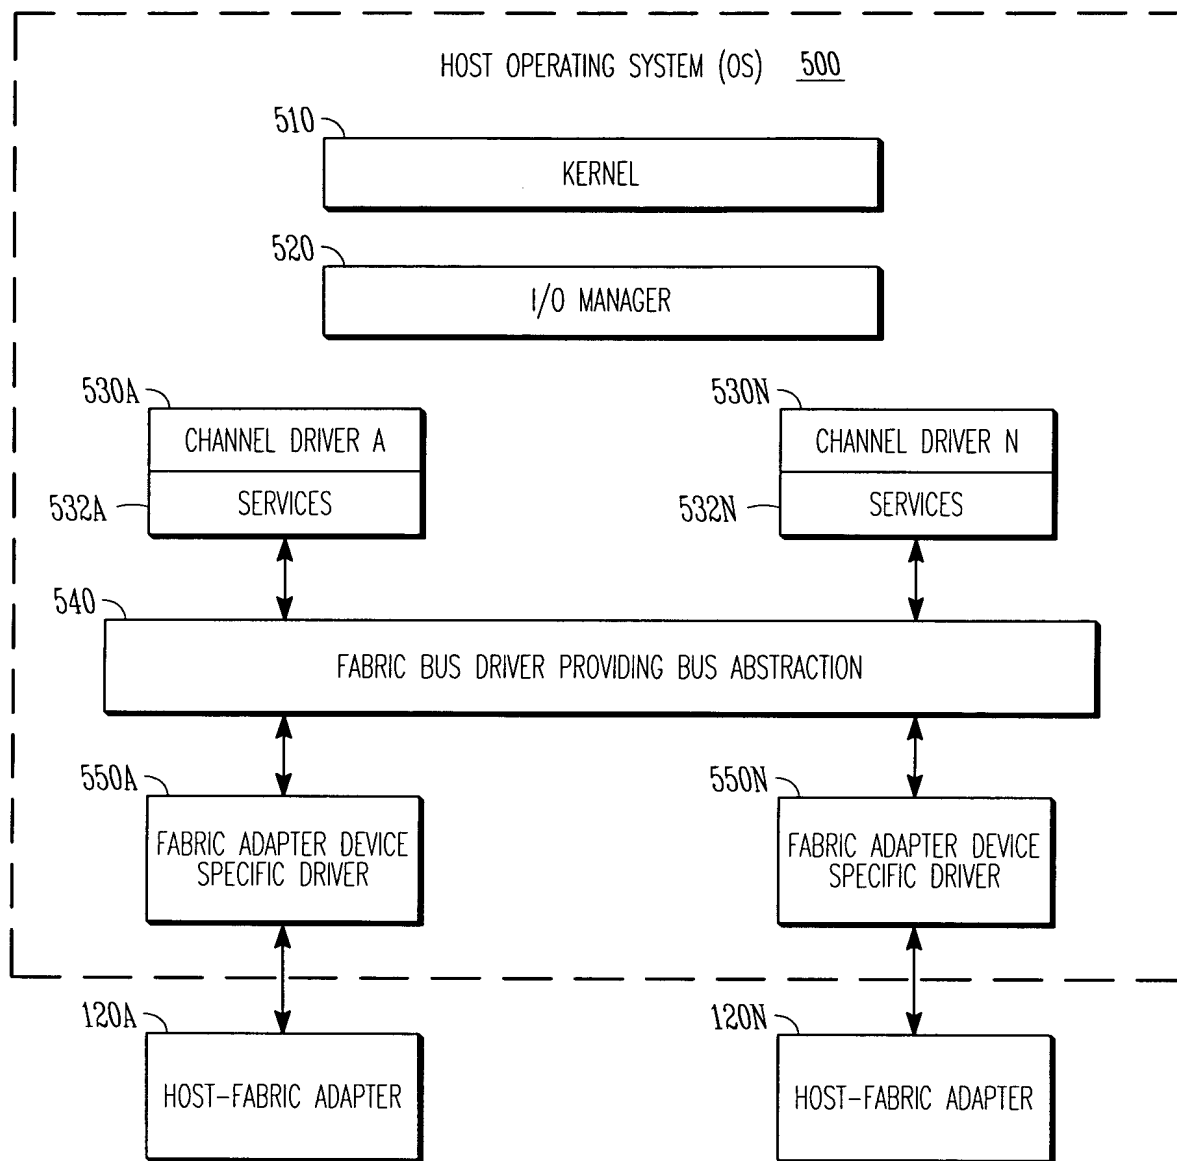 HOST OPERATING SYSTEM (OS) 500
510
KERNEL
520
I/O MANAGER
530A
CHANNEL DRIVER A
532A
SERVICES
530N
CHANNEL DRIVER N
532N
SERVICES
540
FABRIC BUS DRIVER PROVIDING BUS ABSTRACTION
550A
FABRIC ADAPTER DEVICE
SPECIFIC DRIVER
550N
FABRIC ADAPTER DEVICE
SPECIFIC DRIVER
120A
HOST-FABRIC ADAPTER
120N
HOST-FABRIC ADAPTER